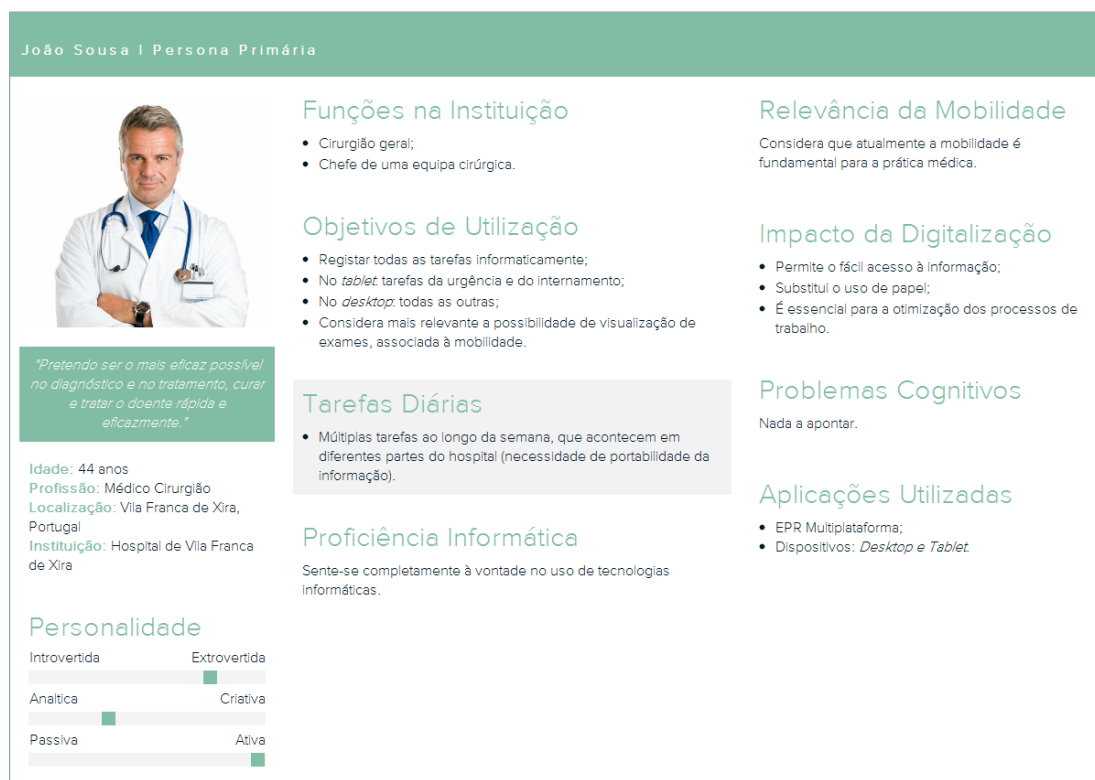 João Sousa | Persona Primária
"Pretendo ser o mais eficaz possível
no diagnóstico e no tratamento, curar
e tratar o doente rápida e
eficazmente."
Idade: 44 anos
Profissão: Médico Cirurgião
Localização: Vila Franca de Xira,
Portugal
Instituição: Hospital de Vila Franca
de Xira
Personalidade
Introvertida Extrovertida
Analtica Criativa
Passiva Ativa
Funções na Instituição
• Cirurgião geral;
• Chefe de uma equipa cirúrgica.
Objetivos de Utilização
• Registar todas as tarefas informaticamente;
• No tablet: tarefas da urgência e do internamento;
• No desktop: todas as outras;
• Considera mais relevante a possibilidade de visualização de
exames, associada à mobilidade.
Tarefas Diárias
• Múltiplas tarefas ao longo da semana, que acontecem em
diferentes partes do hospital (necessidade de portabilidade da
informação).
Proficiência Informática
Sente-se completamente à vontade no uso de tecnologias
informáticas.
Relevância da Mobilidade
Considera que atualmente a mobilidade é
fundamental para a prática médica.
Impacto da Digitalização
• Permite o fácil acesso à informação;
• Substitui o uso de papel;
• É essencial para a otimização dos processos de
trabalho.
Problemas Cognitivos
Nada a apontar.
Aplicações Utilizadas
• EPR Multiplataforma;
• Dispositivos: Desktop e Tablet.